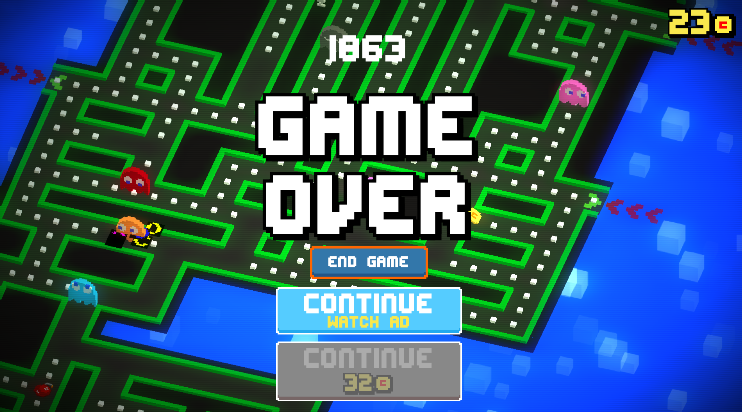 1863
23 c
GAME
OVER
END GAME
CONTINUE
WATCH AD
CONTINUE
32 c